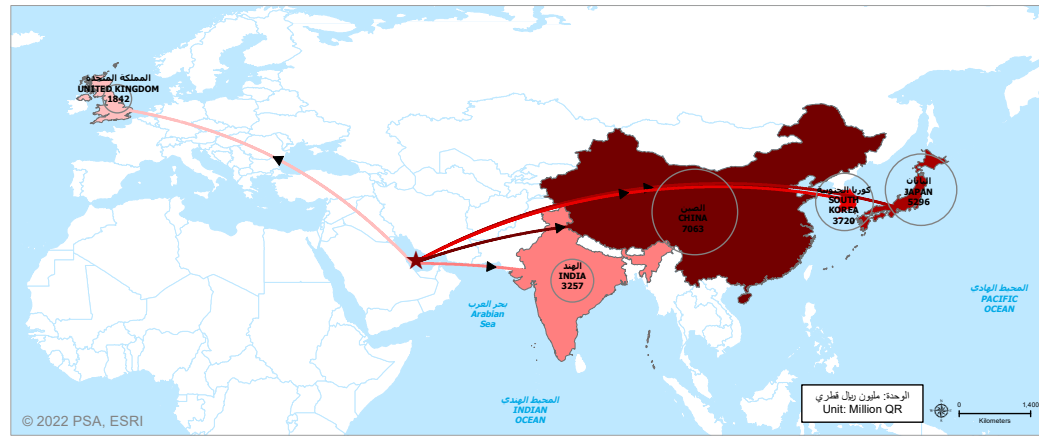 المملكة المتحدة
UNITED KINGDOM
1842
الصين
CHINA
7063
كوريا الجنوبية
SOUTH
KOREA
3720
اليابان
JAPAN
5296
الهند
INDIA
3257
بحر العرب
Arabian
Sea
المحيط الهادي
PACIFIC
OCEAN
المحيط الهندي
INDIAN
OCEAN
الوحدة: مليون ريال قطري
Unit: Million QR
0 1,400
Kilometers
© 2022 PSA, ESRI